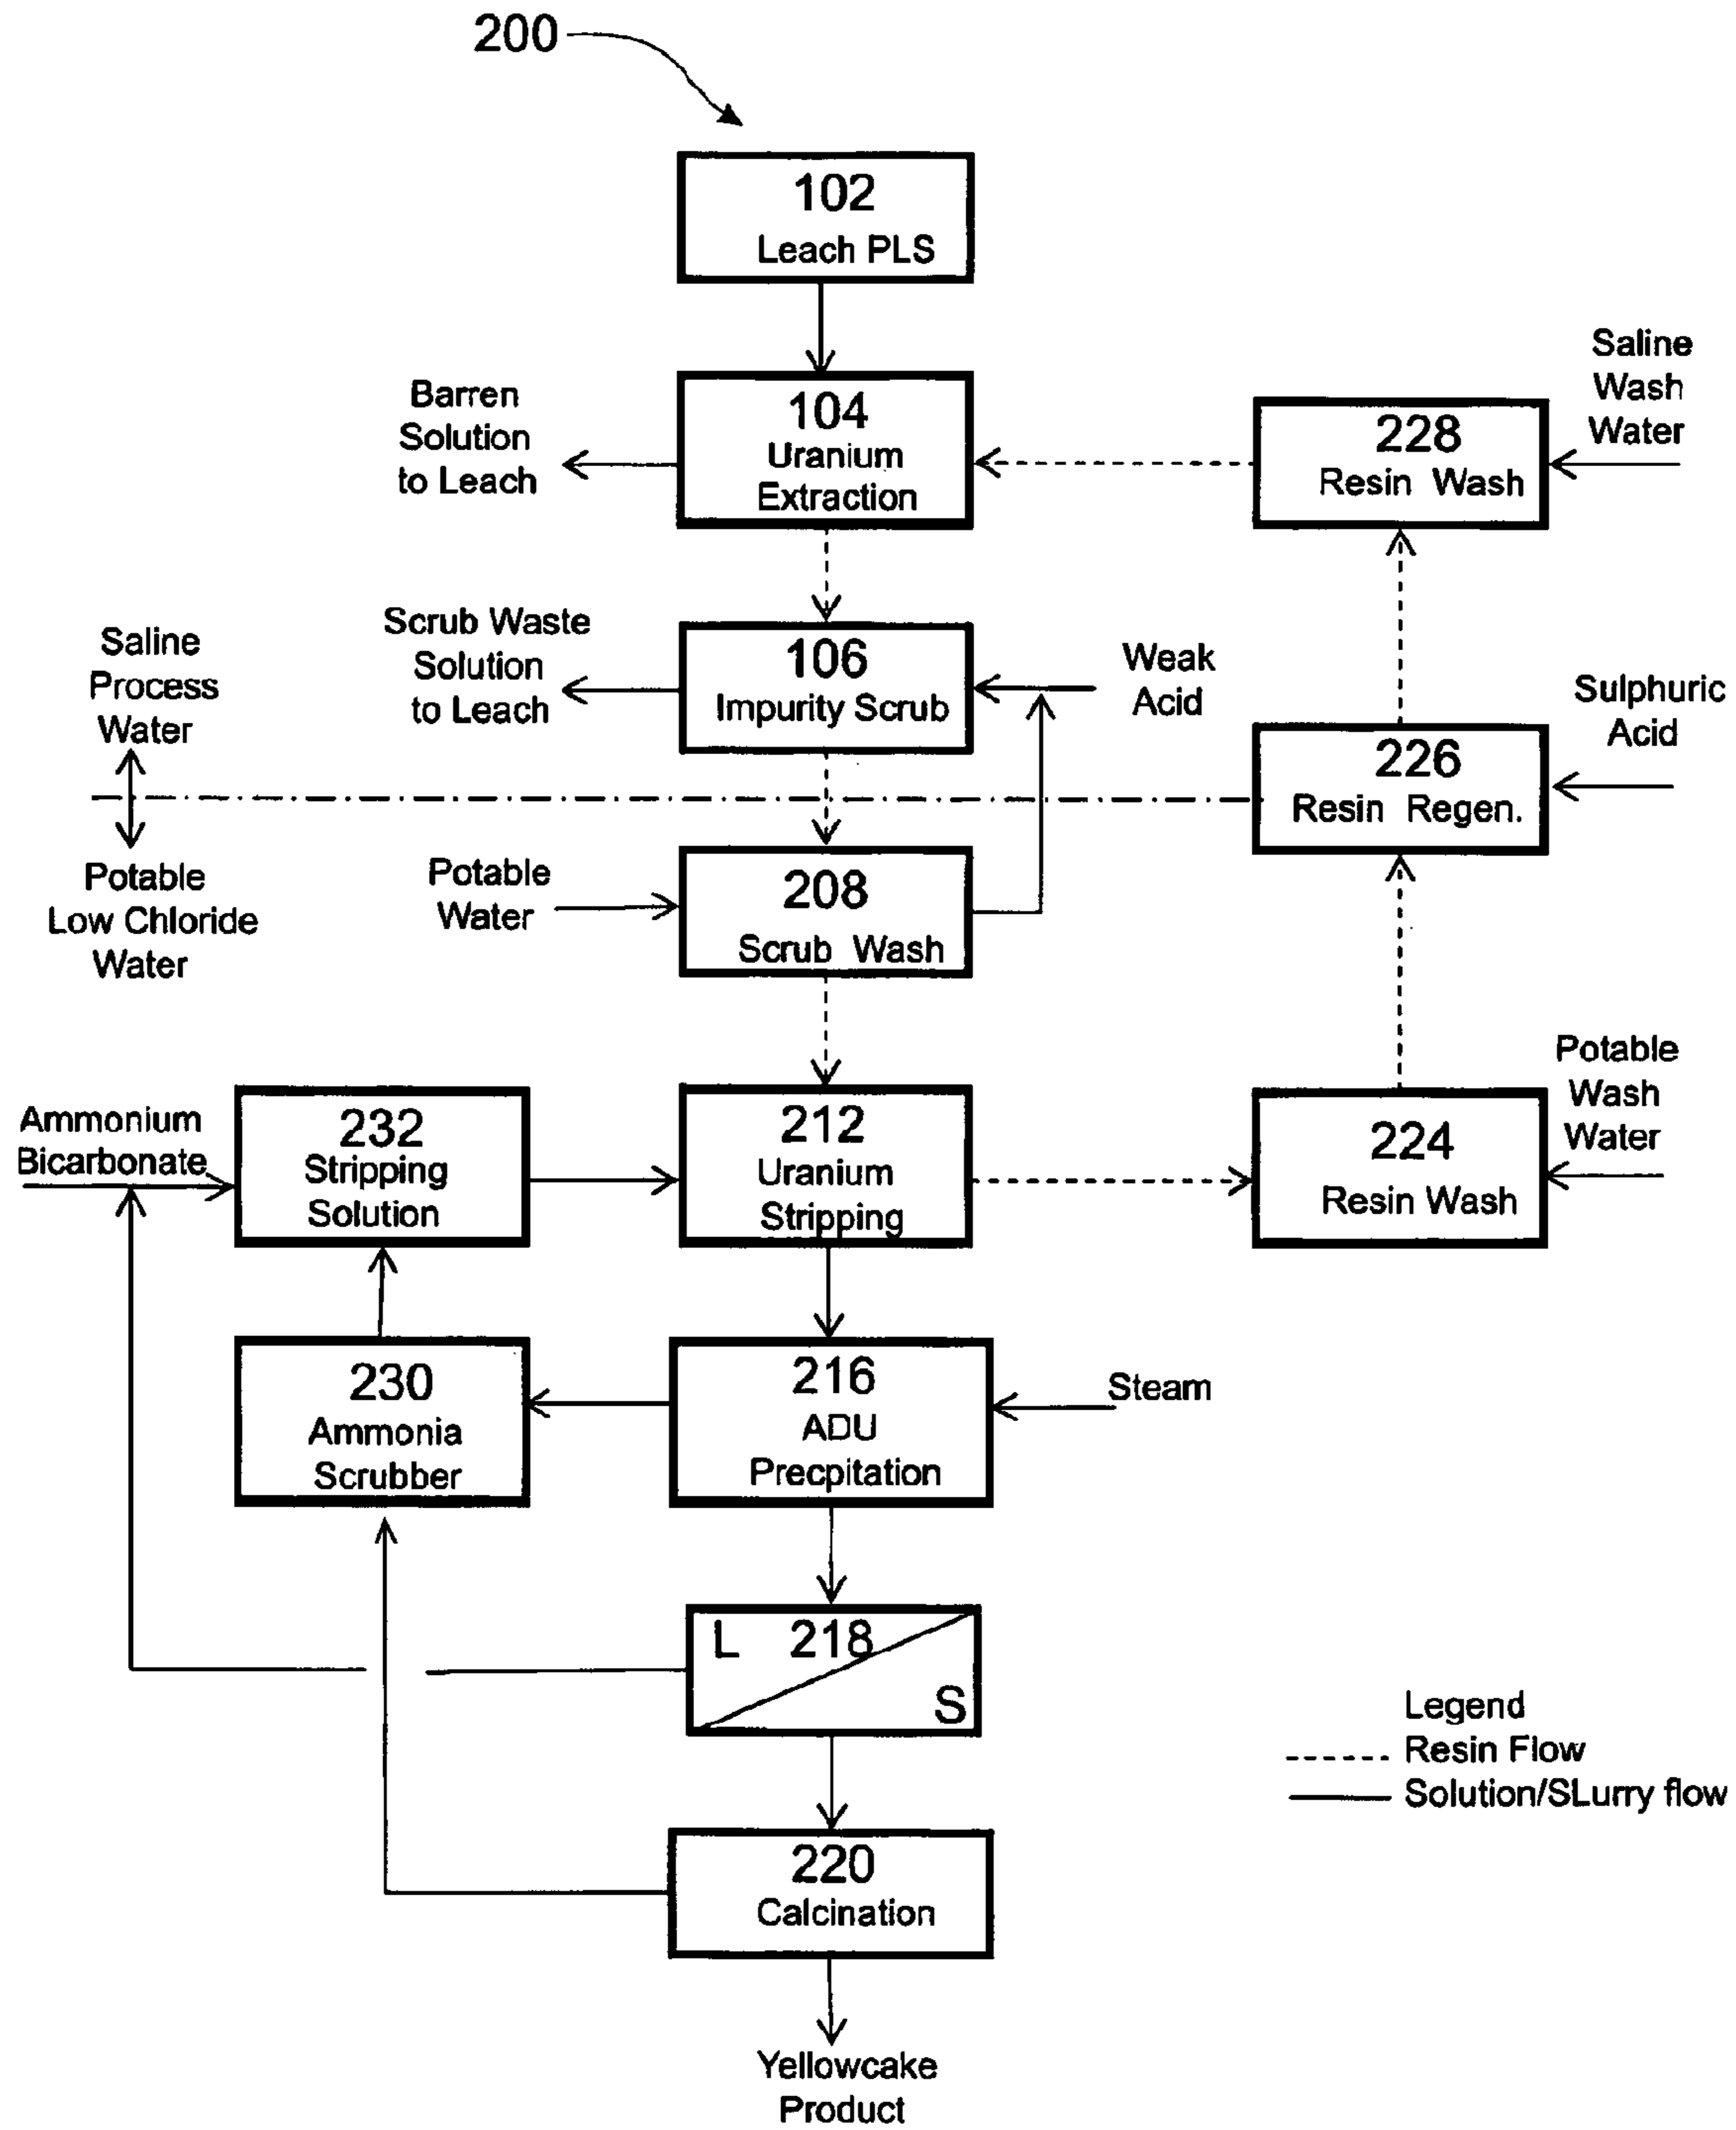 200
102
Leach PLS
Barren
Solution
to Leach
104
Uranium
Extraction
228
Resin Wash
Saline
Wash
Water
Saline
Process
Water
Scrub Waste
Solution
to Leach
106
Impurity Scrub
Weak
Acid
226
Resin Regen.
Sulphuric
Acid
Potable
Low Chloride
Water
Potable
Water
208
Scrub Wash
Ammonium
Bicarbonate
232
Stripping
Solution
212
Uranium
Stripping
224
Resin Wash
Potable
Wash
Water
230
Ammonia
Scrubber
216
ADU
Precpitation
Steam
L 218
S
220
Calcination
Yellowcake
Product
Legend
Resin Flow
Solution/SLurry flow